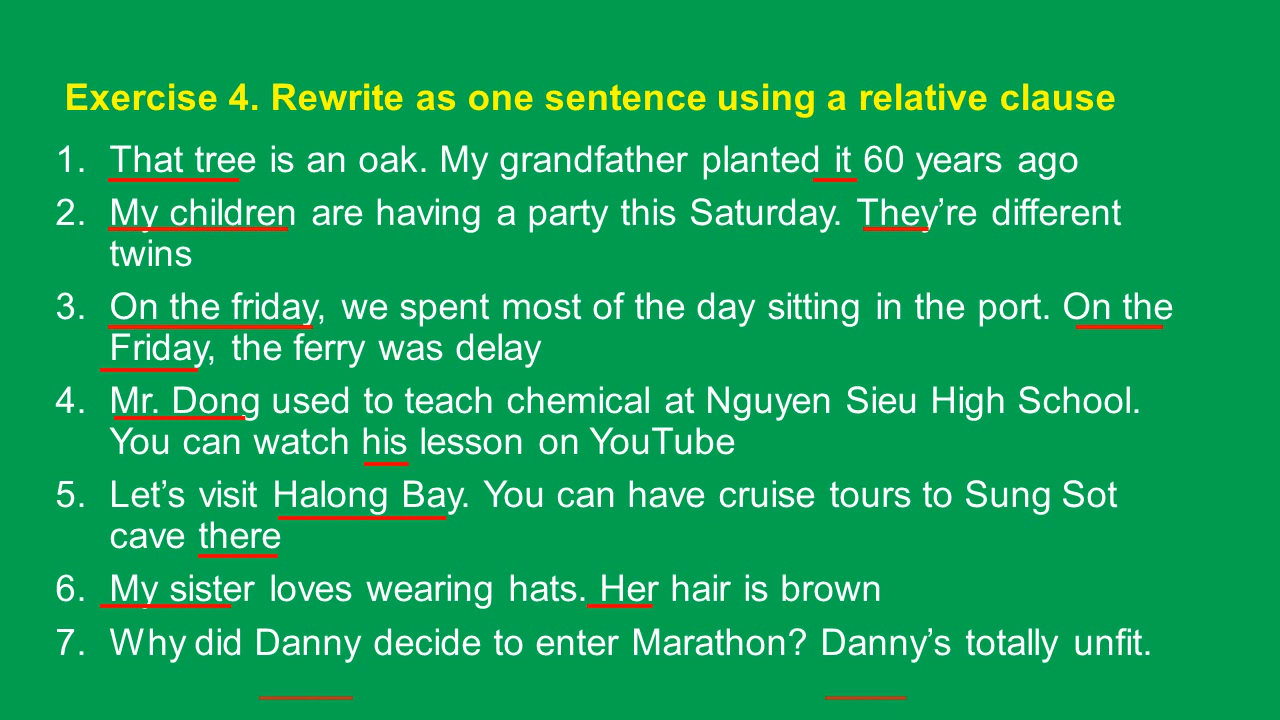 Exercise 4. Rewrite as one sentence using a relative clause
1. That tree is an oak. My grandfather planted it 60 years ago
2. My children are having a party this Saturday. They’re different
twins
3. On the friday, we spent most of the day sitting in the port. On the
Friday, the ferry was delay
4. Mr. Dong used to teach chemical at Nguyen Sieu High School.
You can watch his lesson on YouTube
5. Let’s visit Halong Bay. You can have cruise tours to Sung Sot
cave there
6. My sister loves wearing hats. Her hair is brown
7. Why did Danny decide to enter Marathon? Danny’s totally unfit.